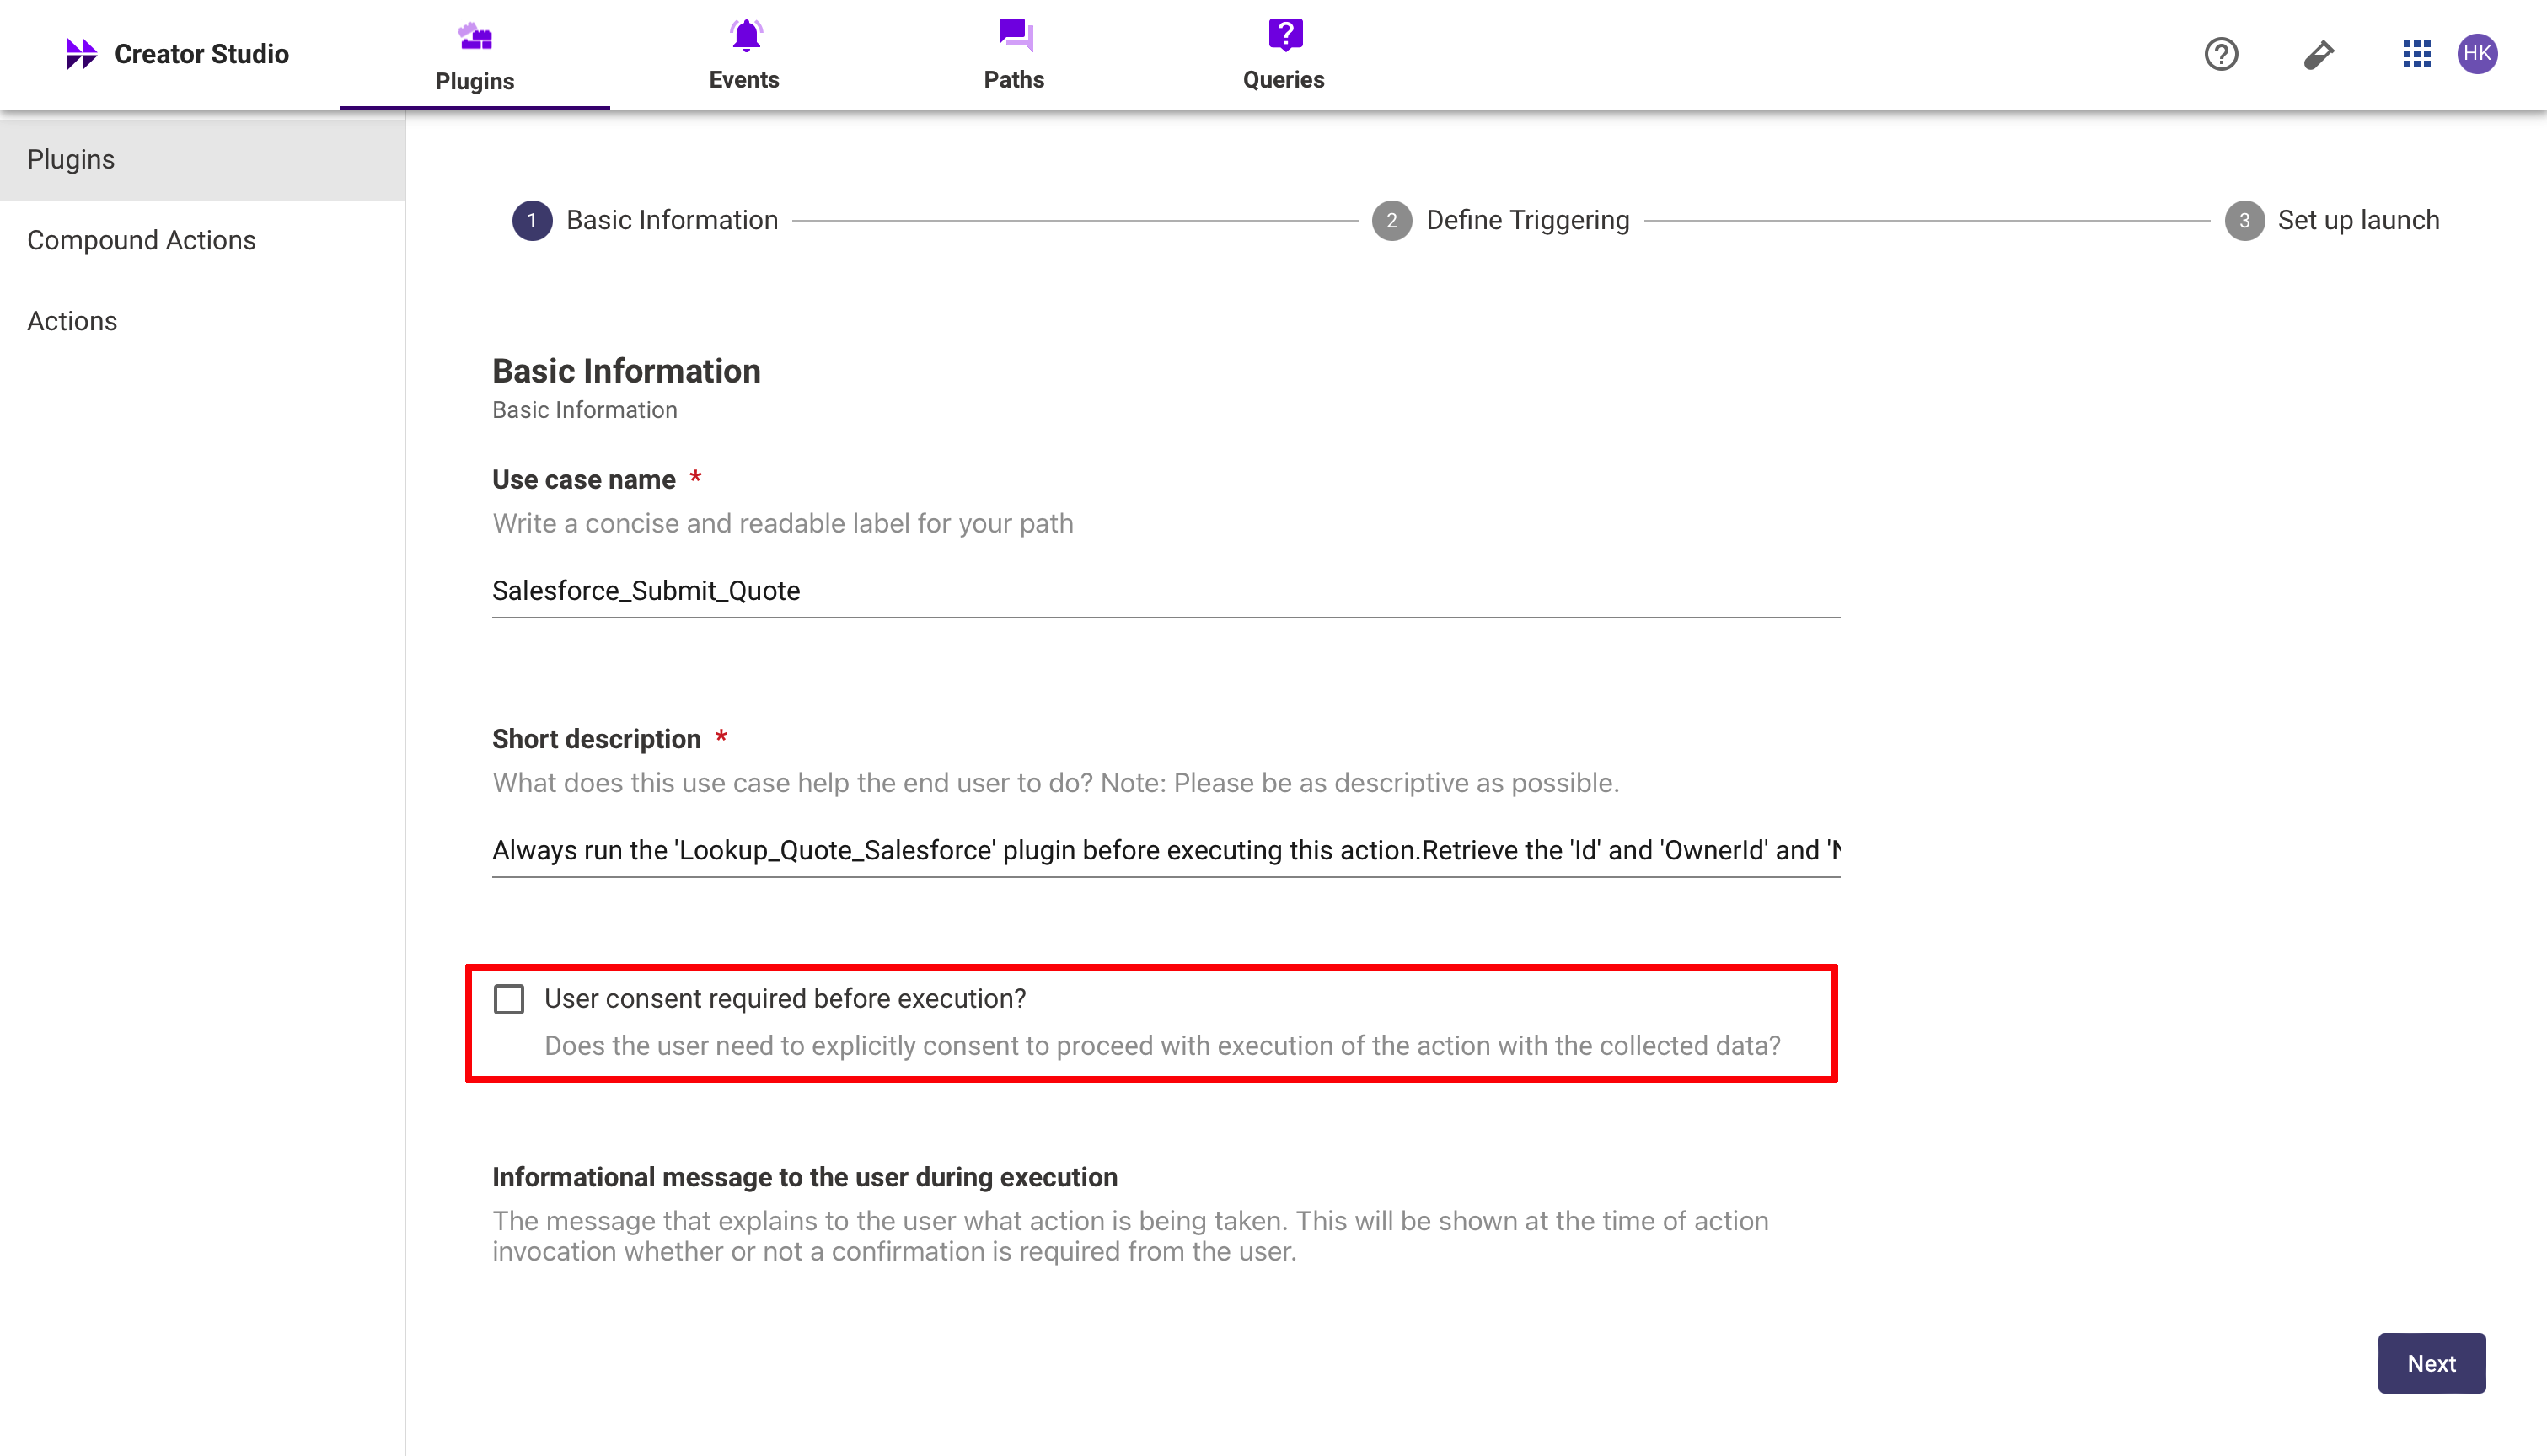 Creator Studio
Plugins
Events
Paths
Queries
?
HK
Plugins
Compound Actions
Actions
1 Basic Information
2 Define Triggering
3 Set up launch
Basic Information
Basic Information
Use case name *
Write a concise and readable label for your path
Salesforce_Submit_Quote
Short description *
What does this use case help the end user to do? Note: Please be as descriptive as possible.
Always run the 'Lookup_Quote_Salesforce' plugin before executing this action.Retrieve the 'Id' and 'OwnerId' and '
User consent required before execution?
Does the user need to explicitly consent to proceed with execution of the action with the collected data?
Informational message to the user during execution
The message that explains to the user what action is being taken. This will be shown at the time of action
invocation whether or not a confirmation is required from the user.
Next